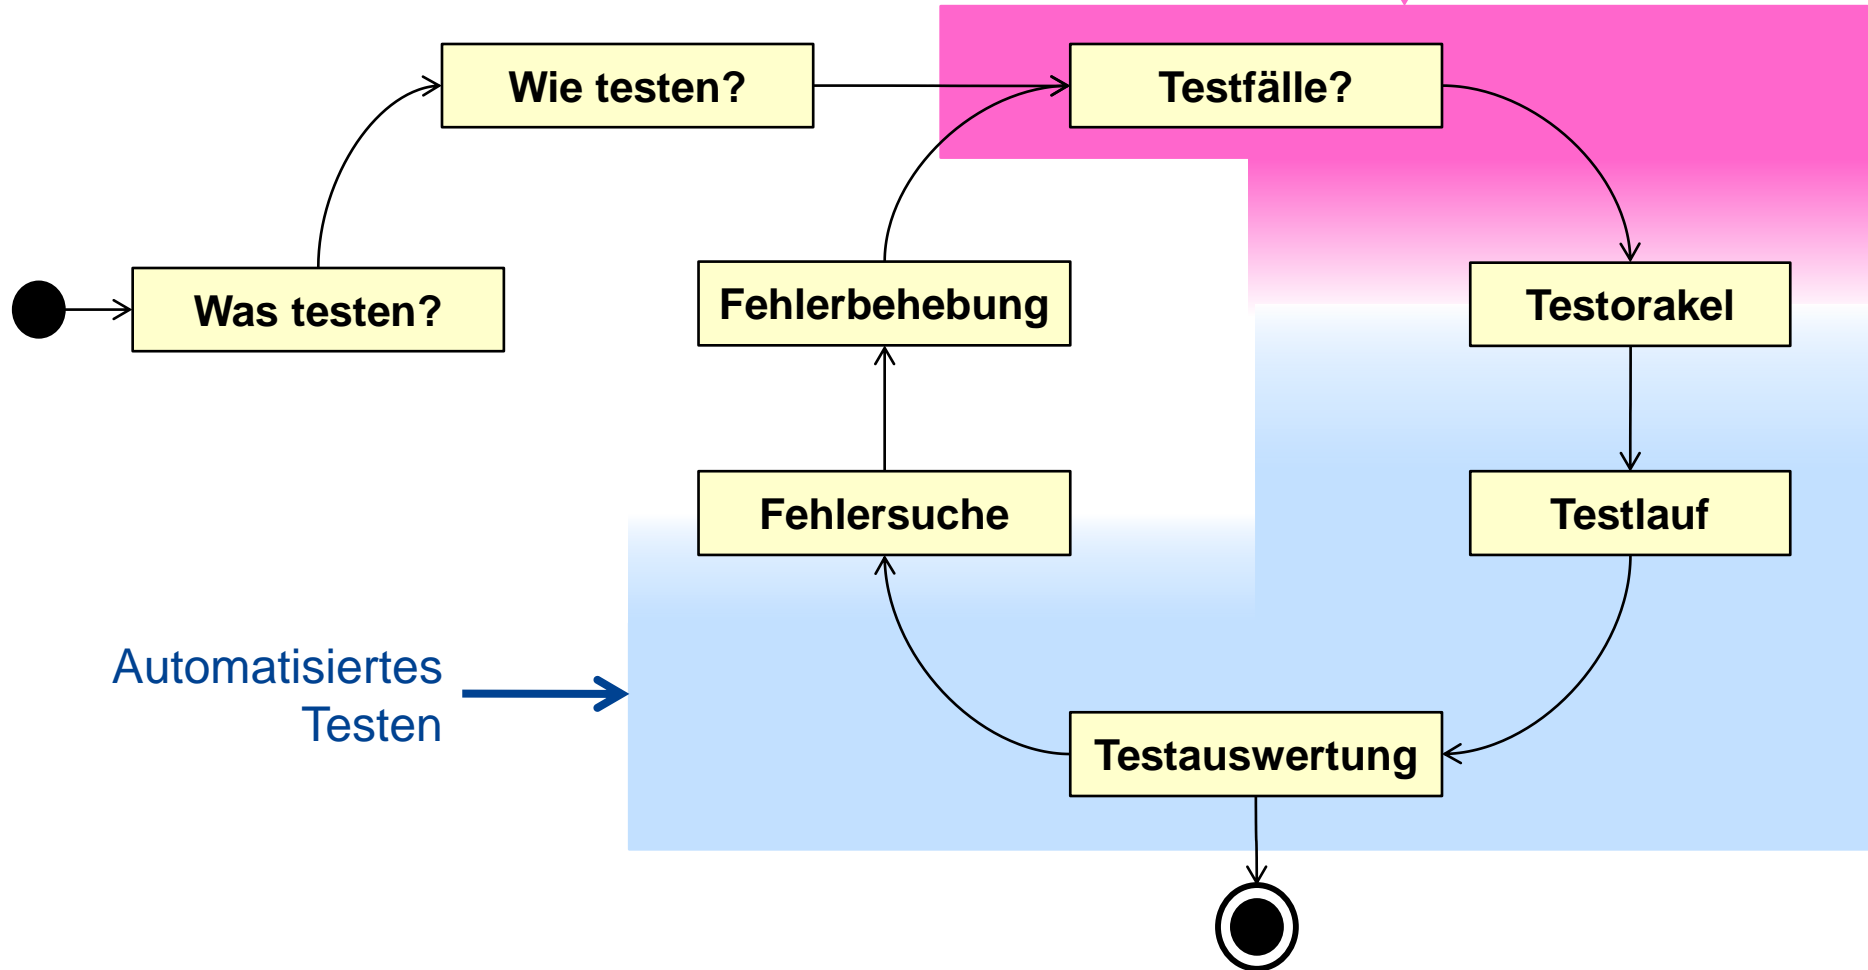 Wie testen?
Testfälle?
Was testen?
Fehlerbehebung
Testorakel
Fehlersuche
Testlauf
Automatisiertes
Testen
Testauswertung